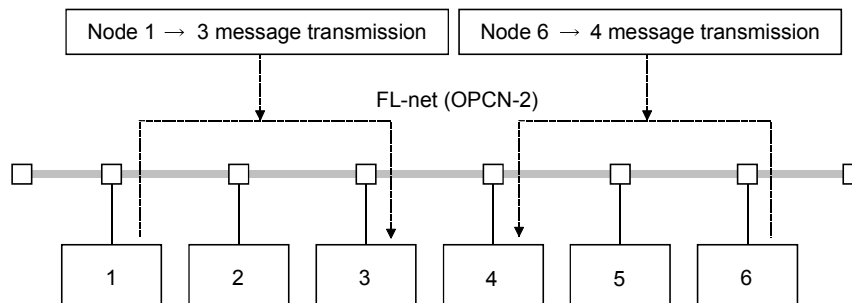 Node 1 → 3 message transmission
Node 6 → 4 message transmission
FL-net (OPCN-2)
1
2
3
4
5
6